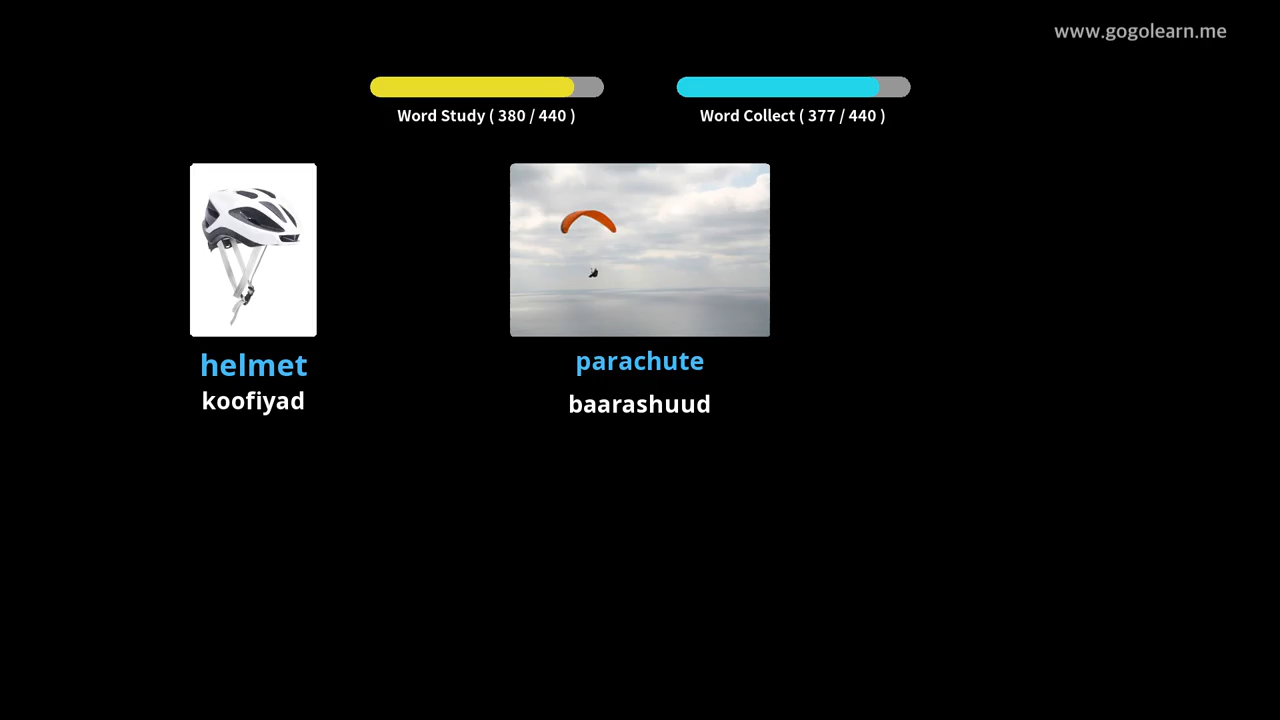 www.gogolearn.me
Word Study ( 380 / 440 )
Word Collect ( 377 / 440 )
helmet
koofiyad
parachute
baarashuud